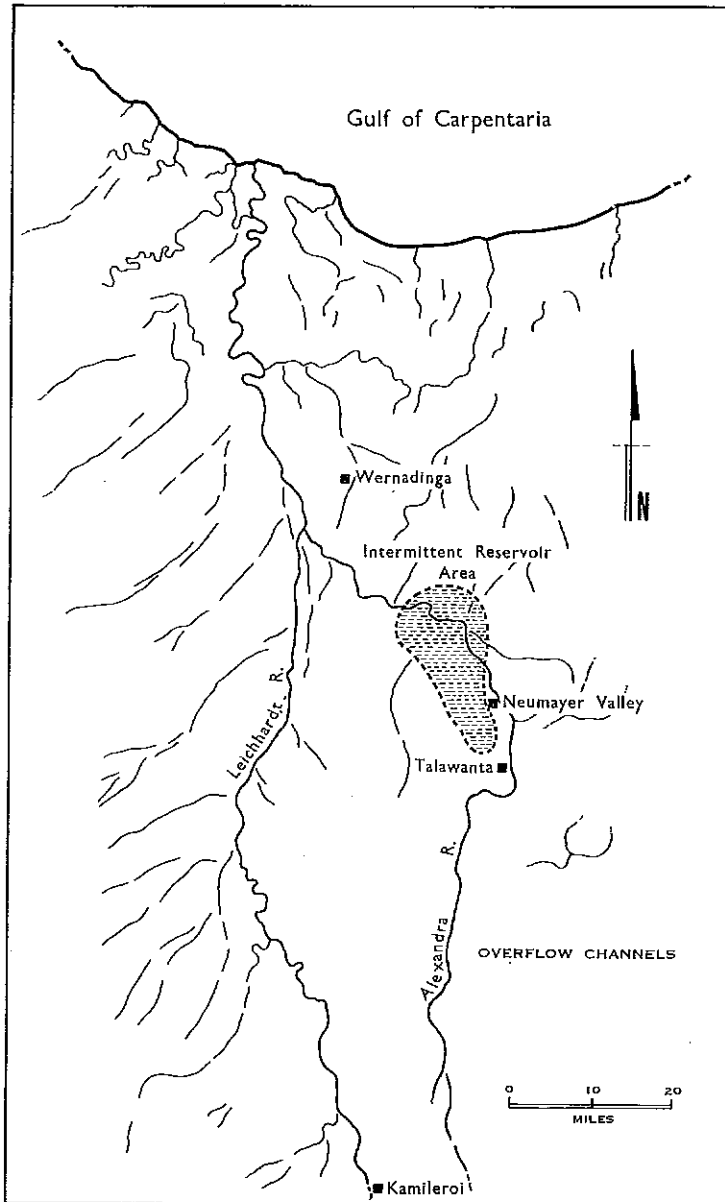 Gulf of Carpentaria
N
Wernadinga
Intermittent Reservoir
Area
Neumayer Valley
Talawanta
Leichhardt R.
Alexandra R.
OVERFLOW CHANNELS
0 10 20
MILES
Kamileroi